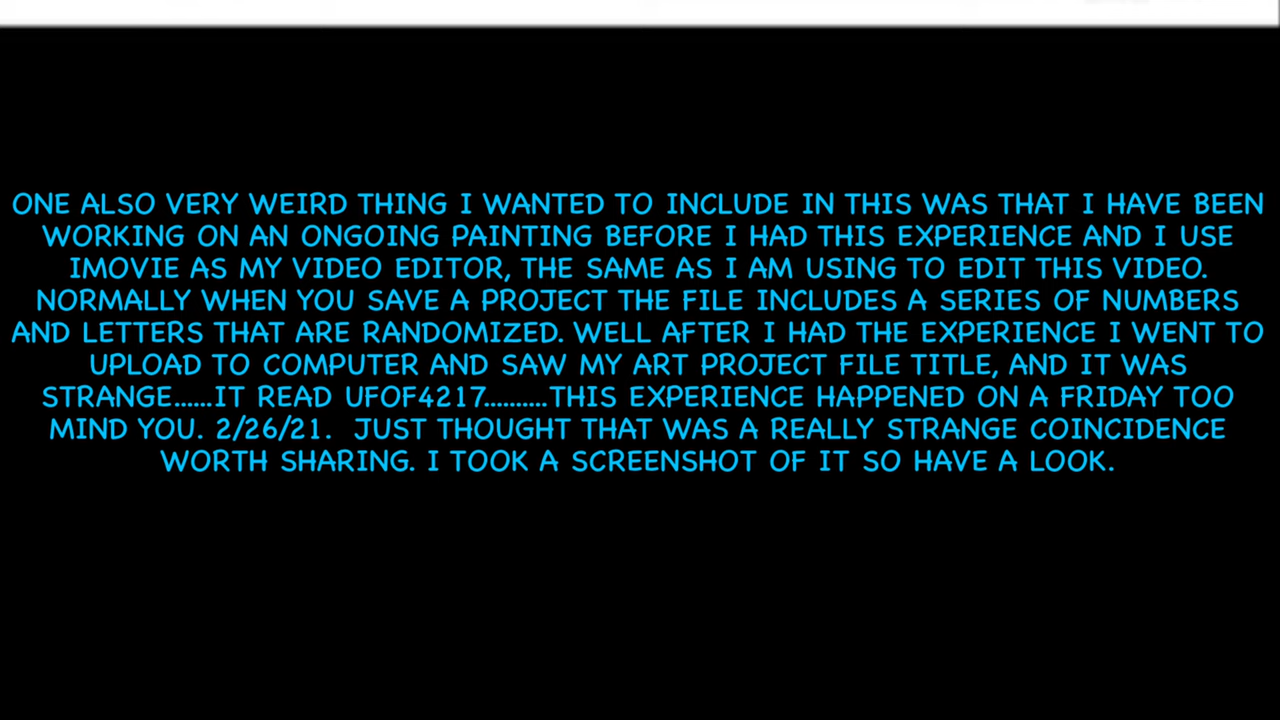 ONE ALSO VERY WEIRD THING I WANTED TO INCLUDE IN THIS WAS THAT I HAVE BEEN
WORKING ON AN ONGOING PAINTING BEFORE I HAD THIS EXPERIENCE AND I USE
IMOVIE AS MY VIDEO EDITOR, THE SAME AS I AM USING TO EDIT THIS VIDEO.
NORMALLY WHEN YOU SAVE A PROJECT THE FILE INCLUDES A SERIES OF NUMBERS
AND LETTERS THAT ARE RANDOMIZED. WELL AFTER I HAD THE EXPERIENCE I WENT TO
UPLOAD TO COMPUTER AND SAW MY ART PROJECT FILE TITLE, AND IT WAS
STRANGE......IT READ UFOF4217..........THIS EXPERIENCE HAPPENED ON A FRIDAY TOO
MIND YOU. 2/26/21.  JUST THOUGHT THAT WAS A REALLY STRANGE COINCIDENCE
WORTH SHARING. I TOOK A SCREENSHOT OF IT SO HAVE A LOOK.